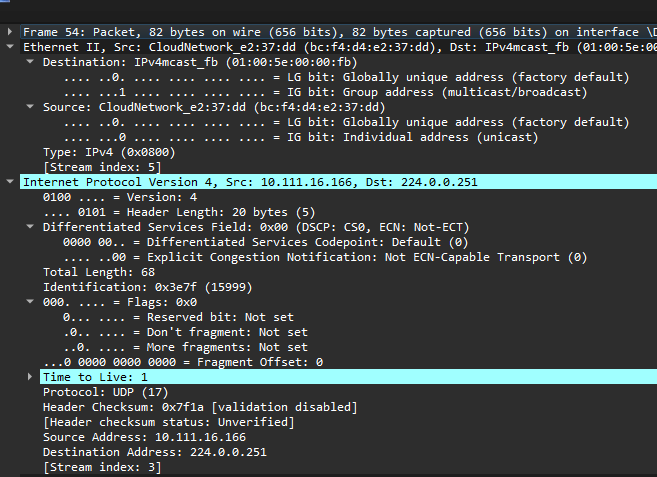 Frame 54: Packet, 82 bytes on wire (656 bits), 82 bytes captured (656 bits) on interface \D
Ethernet II, Src: CloudNetwork_e2:37:dd (bc:f4:d4:e2:37:dd), Dst: IPv4mcast_fb (01:00:5e:00
Destination: IPv4mcast_fb (01:00:5e:00:00:fb)
.... ..0. .... .... .... .... = LG bit: Globally unique address (factory default)
.... ...1 .... .... .... .... = IG bit: Group address (multicast/broadcast)
Source: CloudNetwork_e2:37:dd (bc:f4:d4:e2:37:dd)
.... ..0. .... .... .... .... = LG bit: Globally unique address (factory default)
.... ...0 .... .... .... .... = IG bit: Individual address (unicast)
Type: IPv4 (0x0800)
[Stream index: 5]
Internet Protocol Version 4, Src: 10.111.16.166, Dst: 224.0.0.251
0100 .... = Version: 4
.... 0101 = Header Length: 20 bytes (5)
Differentiated Services Field: 0x00 (DSCP: CS0, ECN: Not-ECT)
0000 00.. = Differentiated Services Codepoint: Default (0)
.... ..00 = Explicit Congestion Notification: Not ECN-Capable Transport (0)
Total Length: 68
Identification: 0x3e7f (15999)
000. .... = Flags: 0x0
0... .... = Reserved bit: Not set
.0.. .... = Don't fragment: Not set
..0. .... = More fragments: Not set
...0 0000 0000 0000 = Fragment Offset: 0
Time to Live: 1
Protocol: UDP (17)
Header Checksum: 0x7f1a [validation disabled]
[Header checksum status: Unverified]
Source Address: 10.111.16.166
Destination Address: 224.0.0.251
[Stream index: 3]